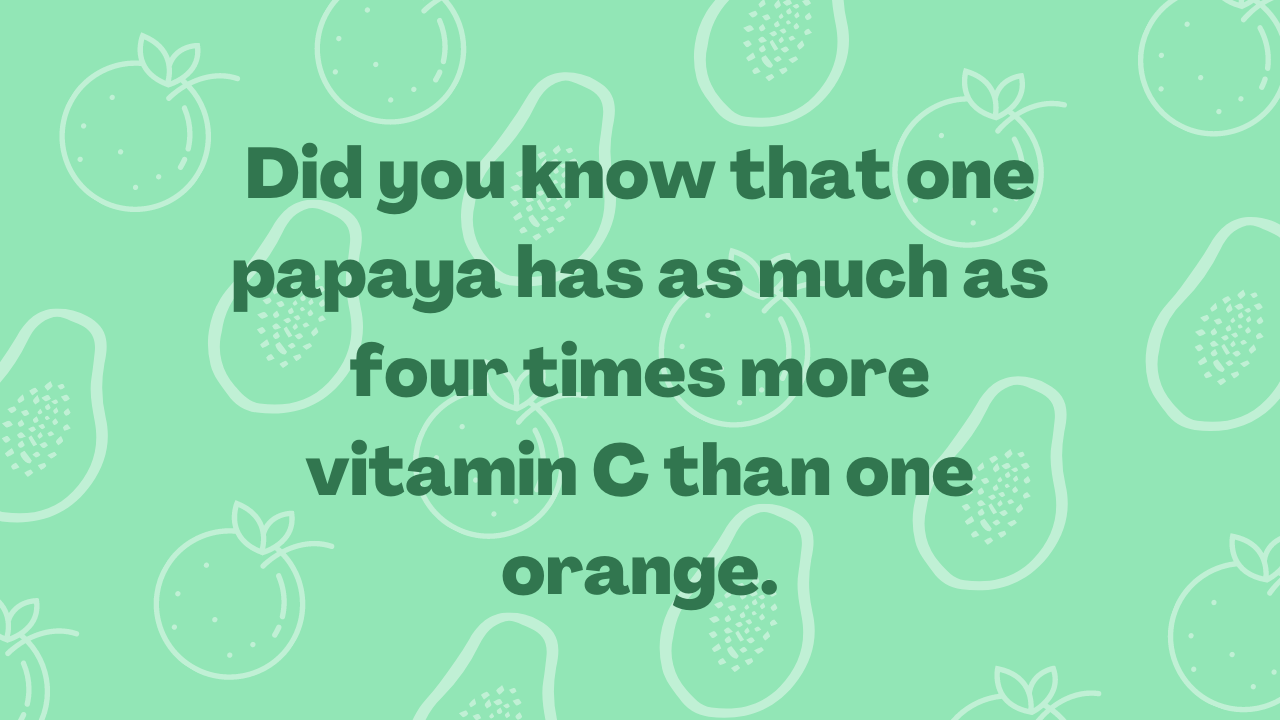 Did you know that one
papaya has as much as
four times more
vitamin C than one
orange.